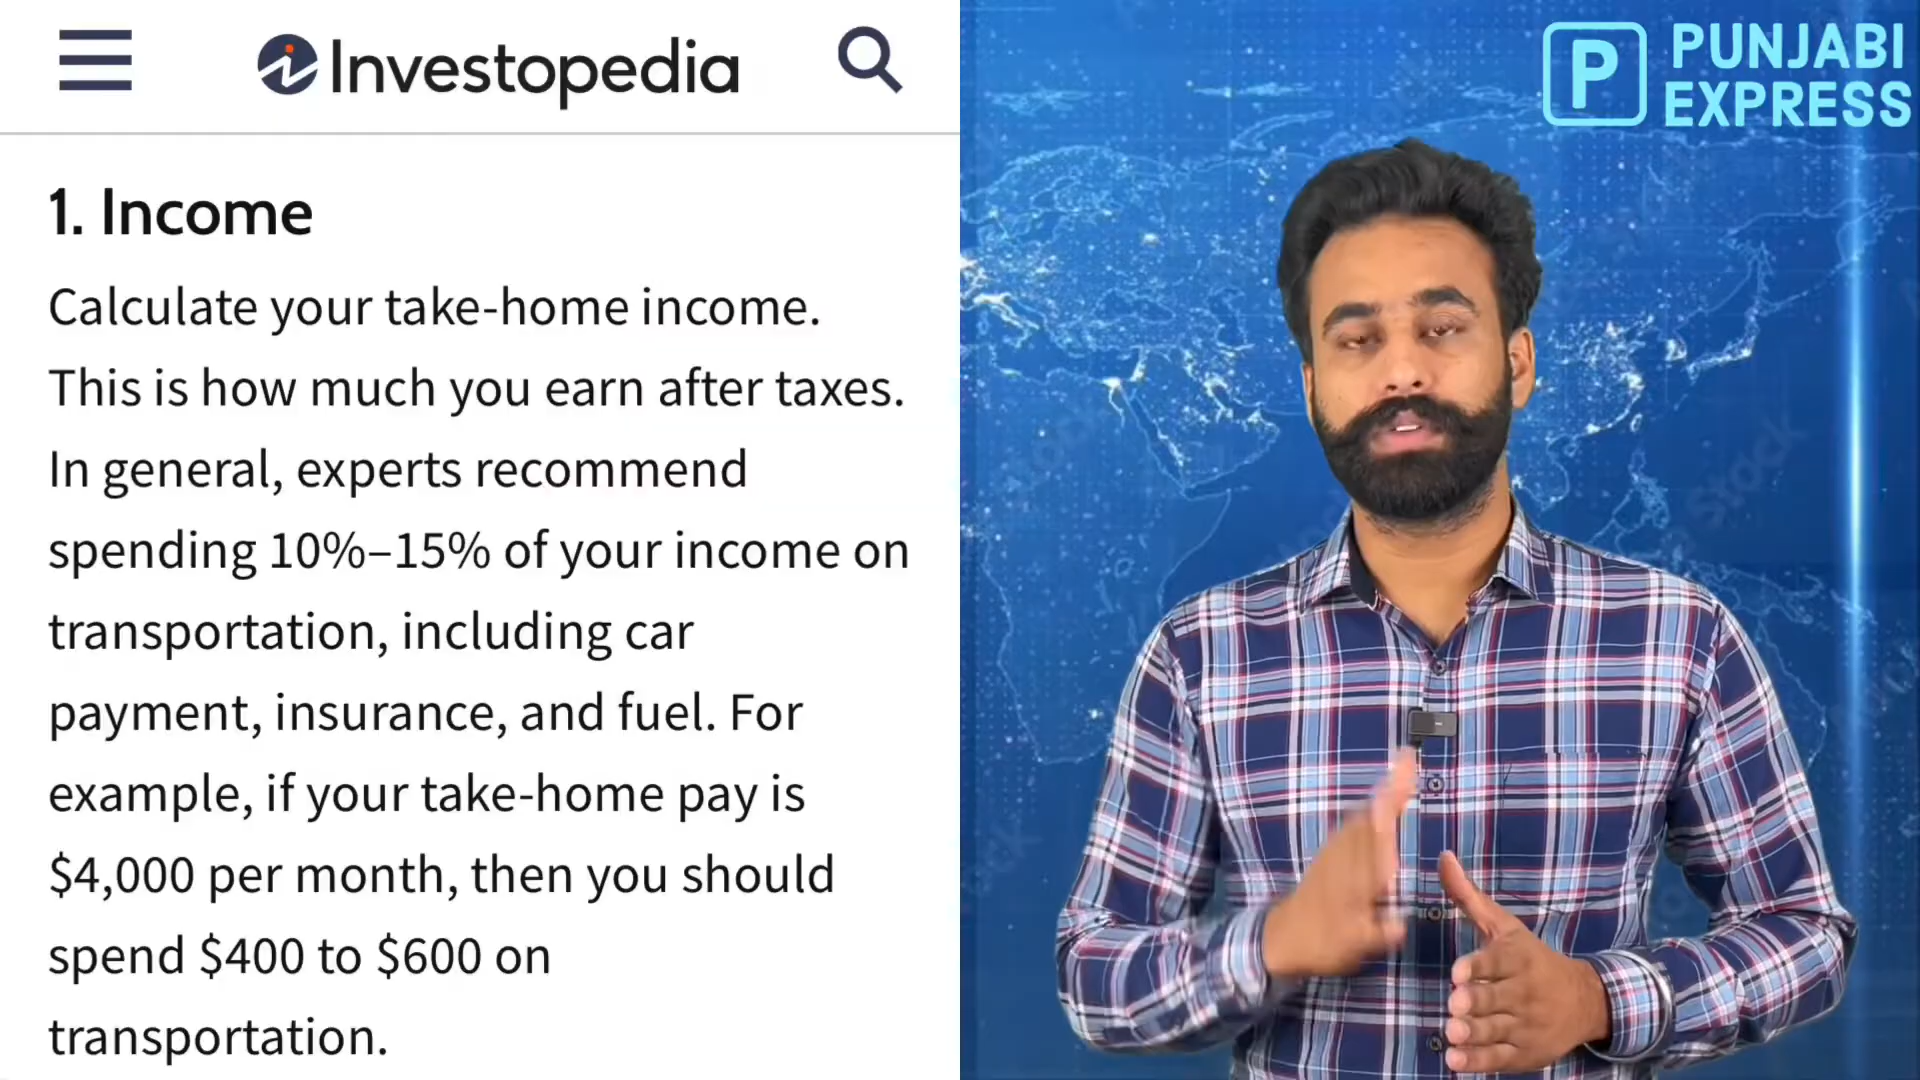 Investopedia
1. Income
Calculate your take-home income.
This is how much you earn after taxes.
In general, experts recommend
spending 10%–15% of your income on
transportation, including car
payment, insurance, and fuel. For
example, if your take-home pay is
$4,000 per month, then you should
spend $400 to $600 on
transportation.
P
PUNJABI
EXPRESS
stock